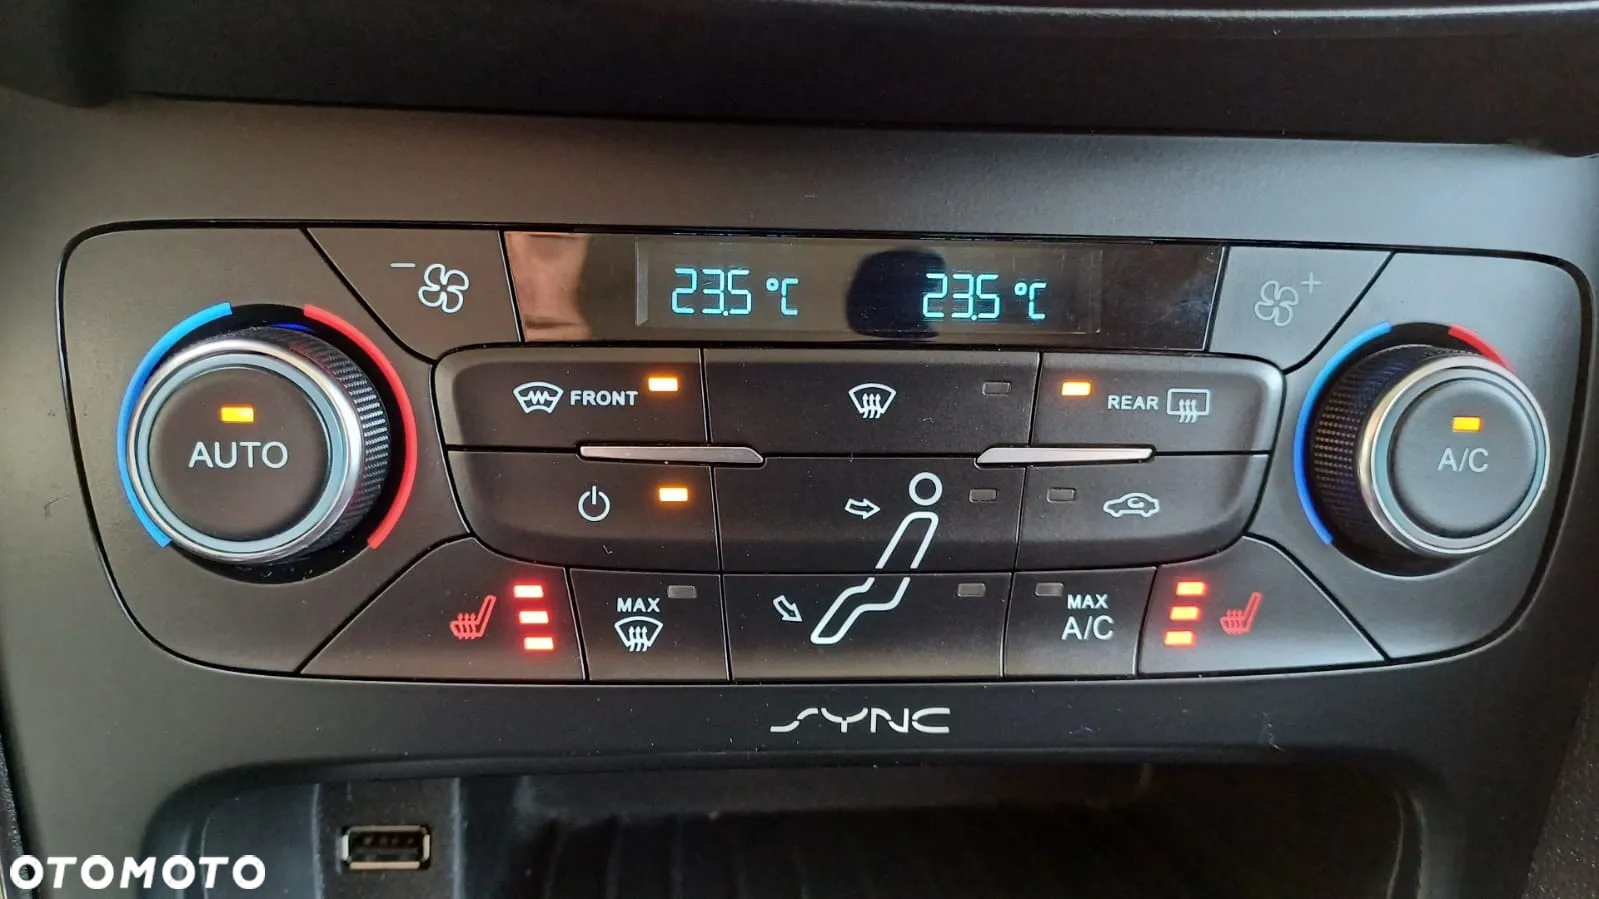 23.5 °C 23.5 °C
FRONT
REAR
AUTO
A/C
MAX
MAX
A/C
SYNC
OTOMOTO